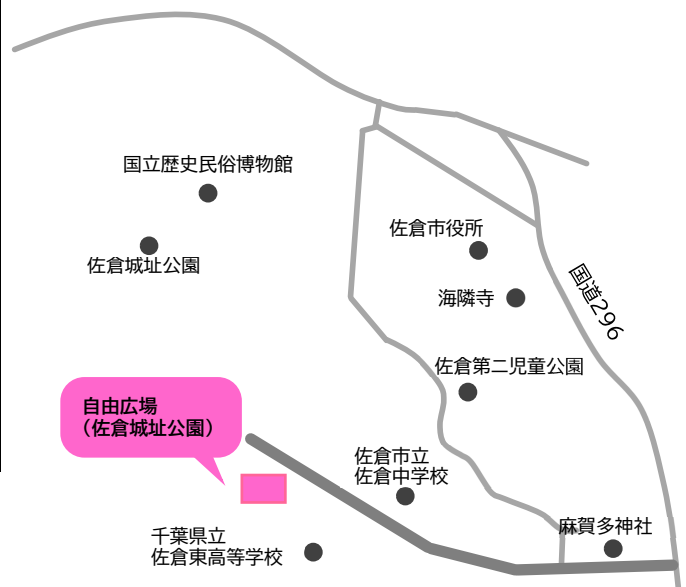 国立歴史民俗博物館
佐倉市役所
佐倉城址公園
海隣寺
国道296
佐倉第二児童公園
自由広場
（佐倉城址公園）
佐倉市立
佐倉中学校
麻賀多神社
千葉県立
佐倉東高等学校